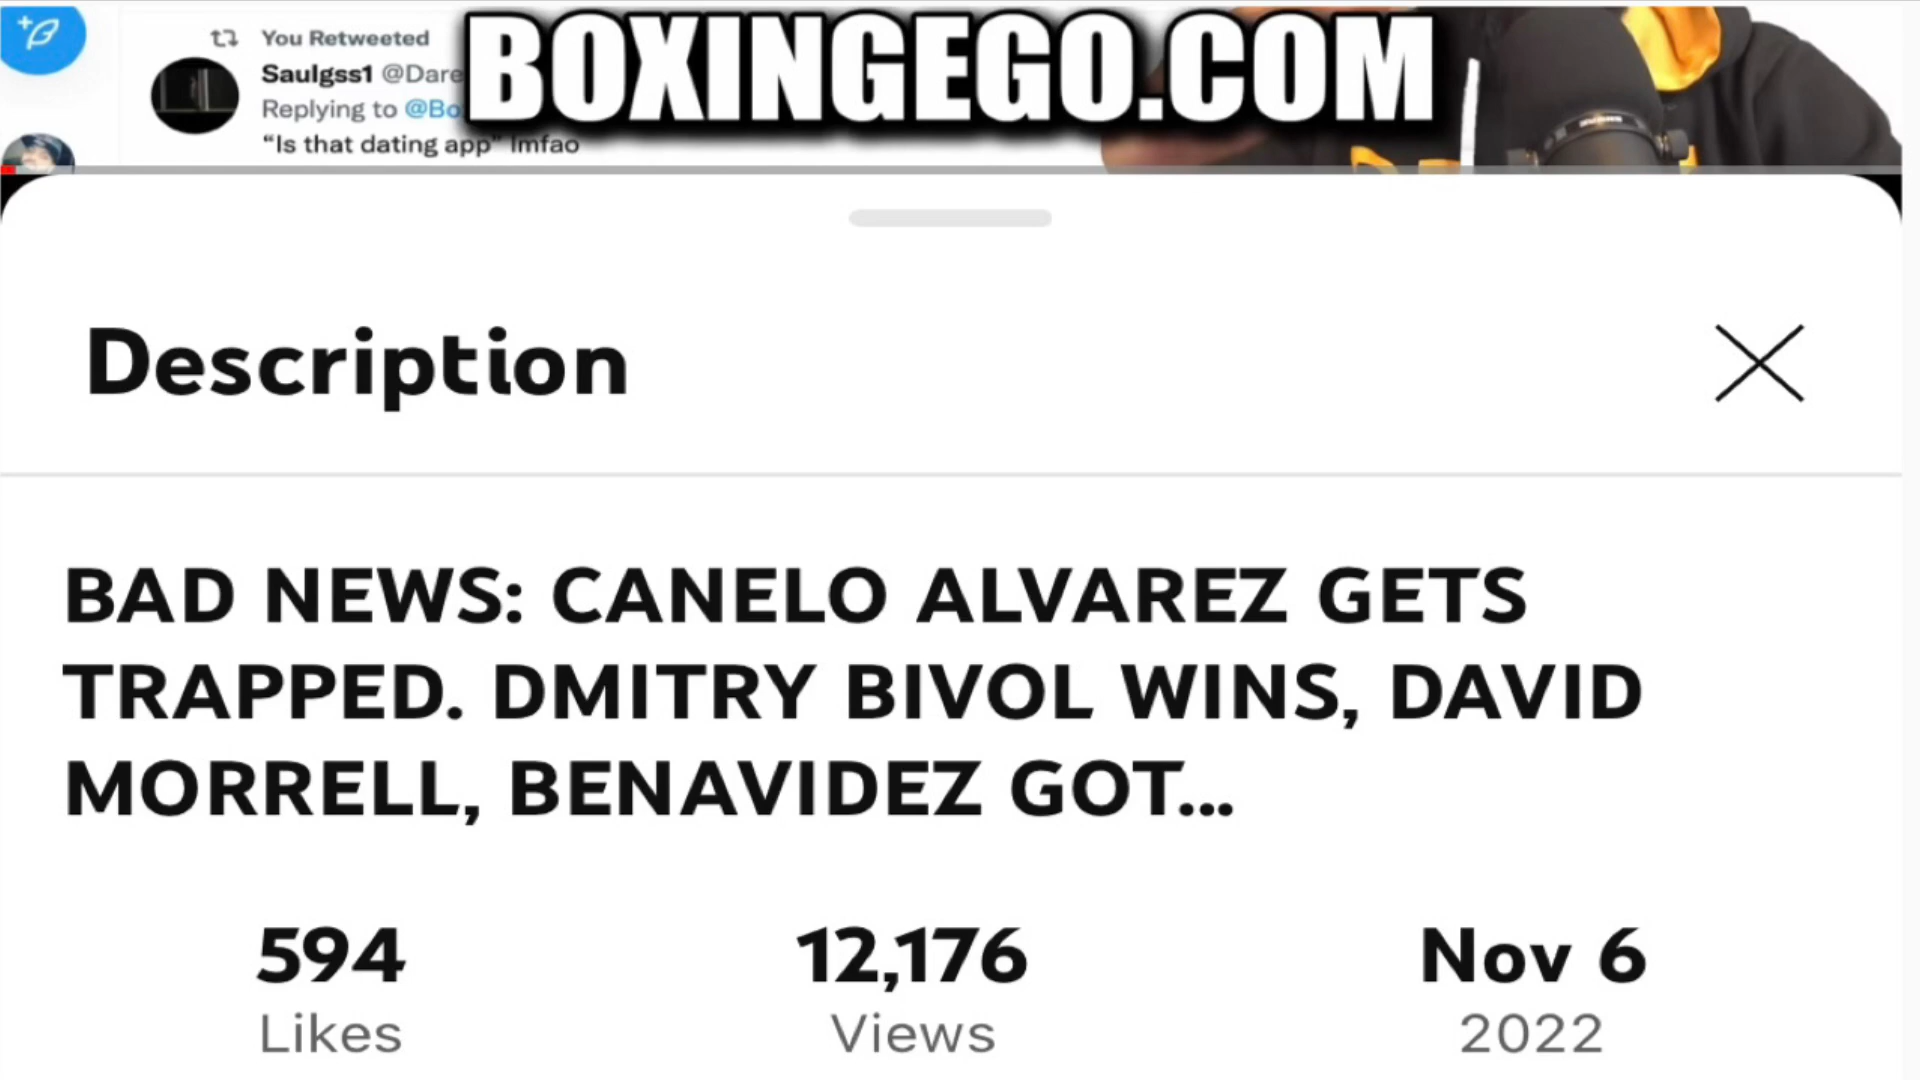 You Retweeted
Saulgss1 @Dare
Replying to @Bo
“Is that dating app” lmfao
BOXINGEGO.COM
Description
BAD NEWS: CANELO ALVAREZ GETS
TRAPPED. DMITRY BIVOL WINS, DAVID
MORRELL, BENAVIDEZ GOT...
594
Likes
12,176
Views
Nov 6
2022